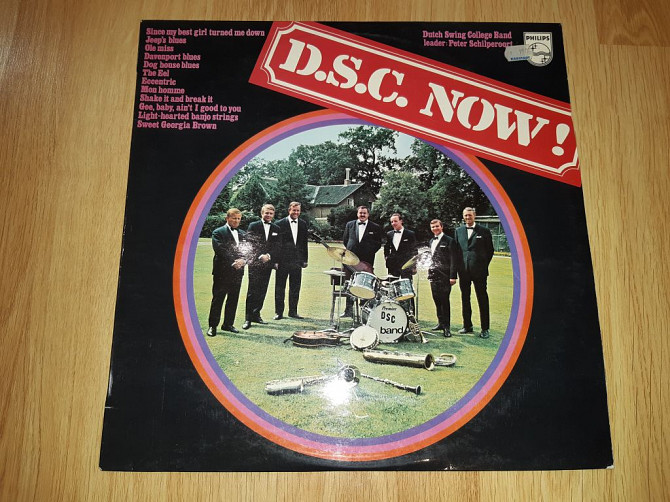 Since my best girl turned me down
Jeep's blues
Ole miss
Davenport blues
Dog house blues
The Eel
Eccentric
Mon homme
Shake it and break it
Gee, baby, ain't I good to you
Light-hearted banjo strings
Sweet Georgia Brown
Dutch Swing College Band
leader: Peter Schilperoort
PHILIPS
D.S.C. NOW!
Premier
DSC
band